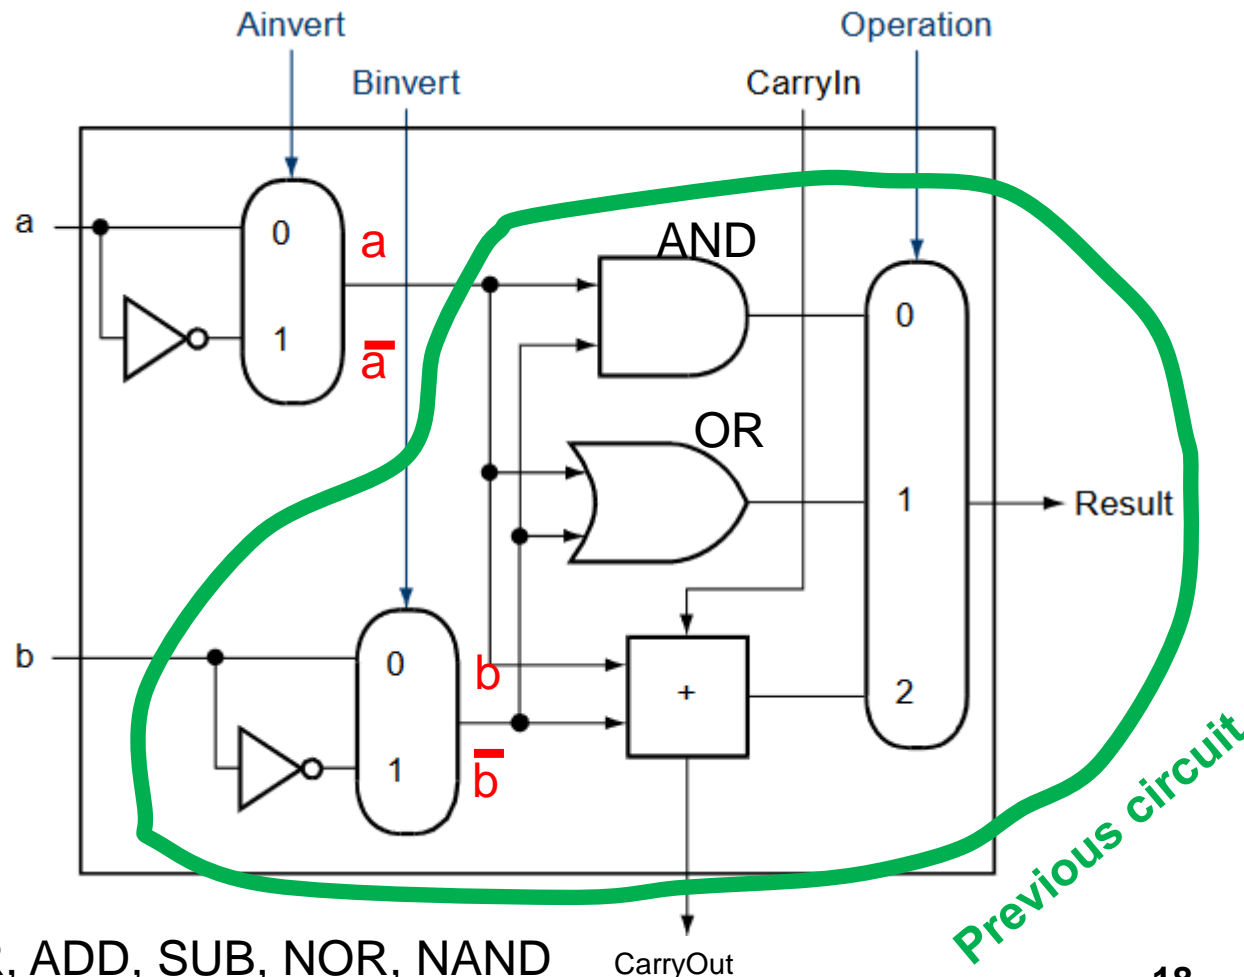 Ainvert
Operation
Binvert
CarryIn
a
0
a
AND
0
1
a̅
OR
1
Result
b
0
b
+
2
1
b̅
Previous circuit
, ADD, SUB, NOR, NAND
CarryOut
18